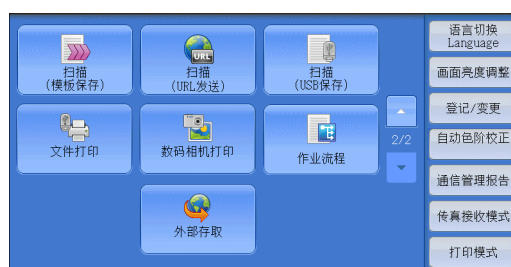 扫描
(模板保存)
URL
扫描
(URL发送)
扫描
(USB保存)
文件打印
数码相机打印
作业流程
外部存取
2/2
语言切换
Language
画面亮度调整
登记/变更
自动色阶校正
通信管理报告
传真接收模式
打印模式